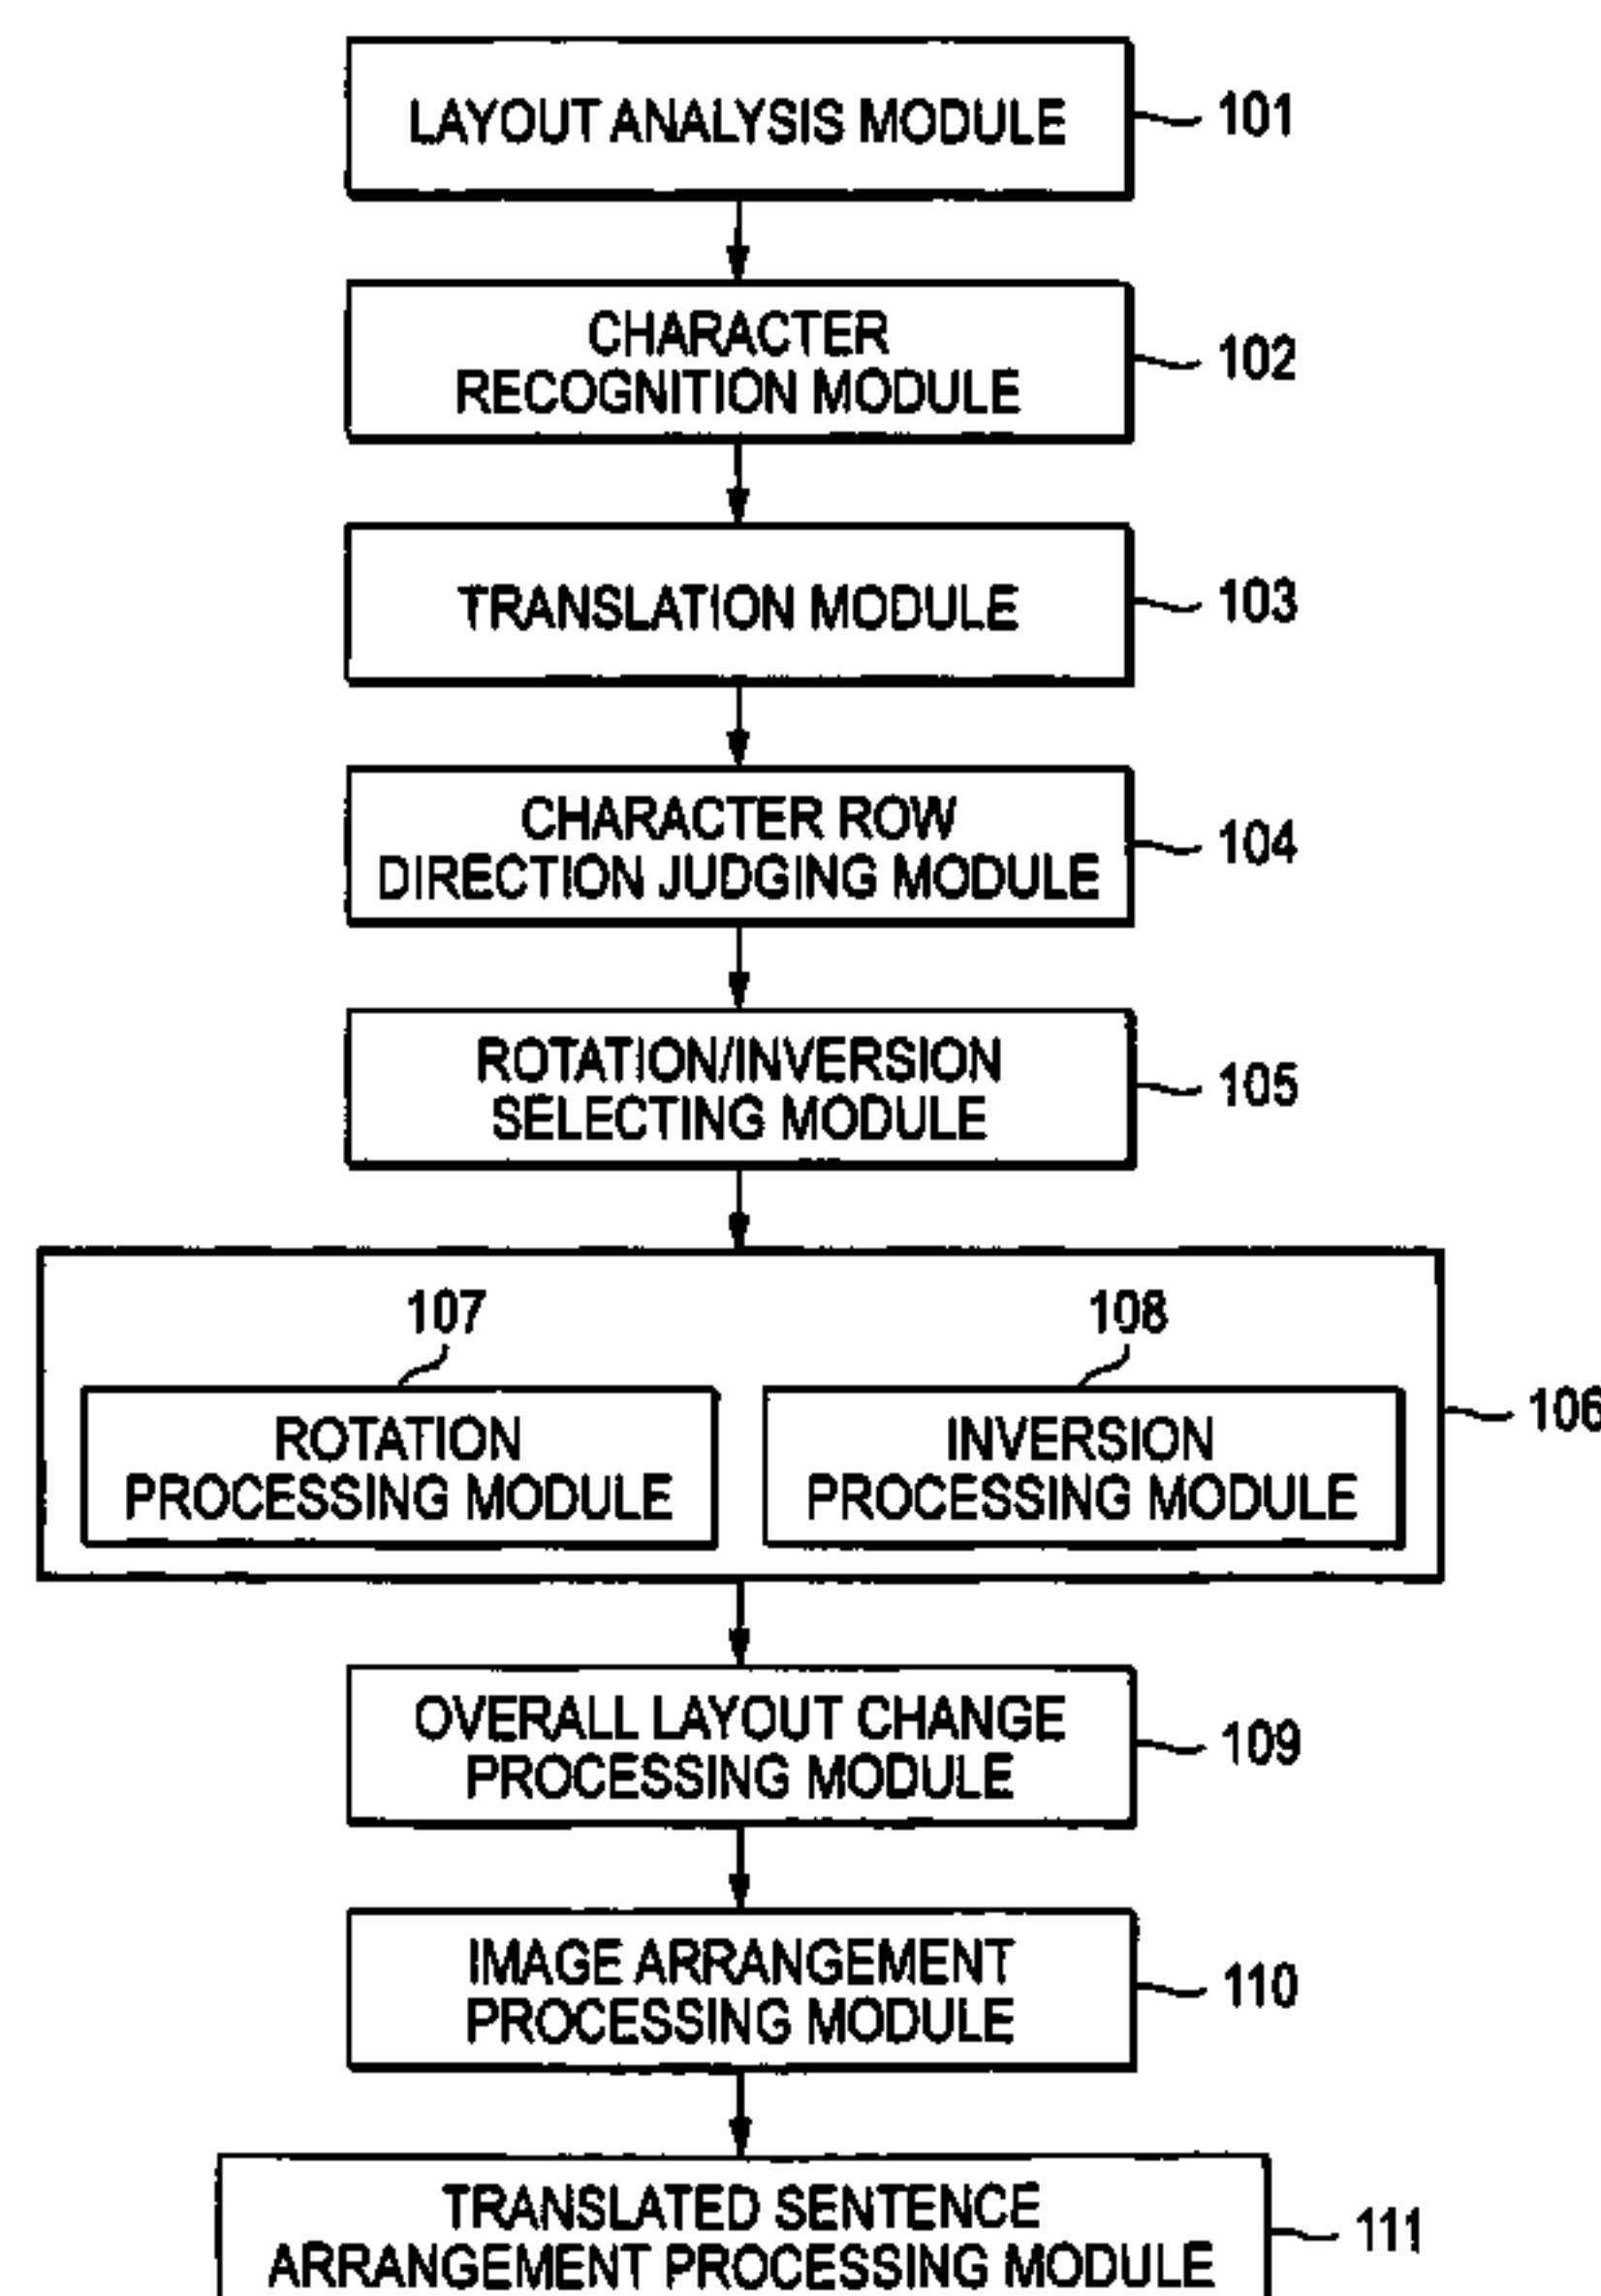 LAYOUT ANALYSIS MODULE
101
CHARACTER
RECOGNITION MODULE
102
TRANSLATION MODULE
103
CHARACTER ROW
DIRECTION JUDGING MODULE
104
ROTATION/INVERSION
SELECTING MODULE
105
107
108
ROTATION
PROCESSING MODULE
INVERSION
PROCESSING MODULE
106
OVERALL LAYOUT CHANGE
PROCESSING MODULE
109
IMAGE ARRANGEMENT
PROCESSING MODULE
110
TRANSLATED SENTENCE
ARRANGEMENT PROCESSING MODULE
111